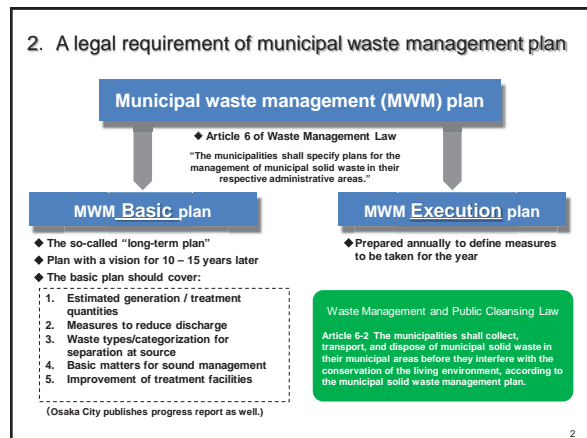 2. A legal requirement of municipal waste management plan
Municipal waste management (MWM) plan
◆ Article 6 of Waste Management Law
“The municipalities shall specify plans for the
management of municipal solid waste in their
respective administrative areas.”
MWM Basic plan
◆ The so-called “long-term plan”
◆ Plan with a vision for 10 – 15 years later
◆ The basic plan should cover:
1. Estimated generation / treatment
quantities
2. Measures to reduce discharge
3. Waste types/categorization for
separation at source
4. Basic matters for sound management
5. Improvement of treatment facilities
(Osaka City publishes progress report as well.)
MWM Execution plan
◆ Prepared annually to define measures
to be taken for the year
Waste Management and Public Cleansing Law
Article 6-2 The municipalities shall collect,
transport, and dispose of municipal solid waste in
their municipal areas before they interfere with the
conservation of the living environment, according to
the municipal solid waste management plan.
2